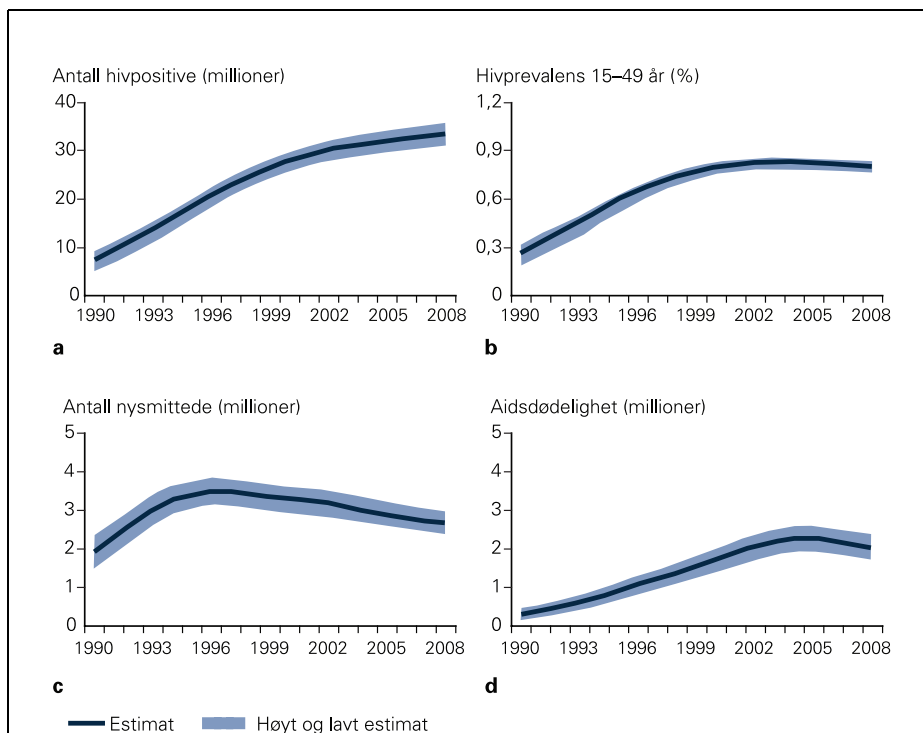 Antall hivpositive (millioner)
40
30
20
10
0
1990 1993 1996 1999 2002 2005 2008
a
Hivprevalens 15–49 år (%)
1,2
0,9
0,6
0,3
0
1990 1993 1996 1999 2002 2005 2008
b
Antall nysmittede (millioner)
5
4
3
2
1
0
1990 1993 1996 1999 2002 2005 2008
c
Aidsdødelighet (millioner)
5
4
3
2
1
0
1990 1993 1996 1999 2002 2005 2008
d
Estimat
Høyt og lavt estimat